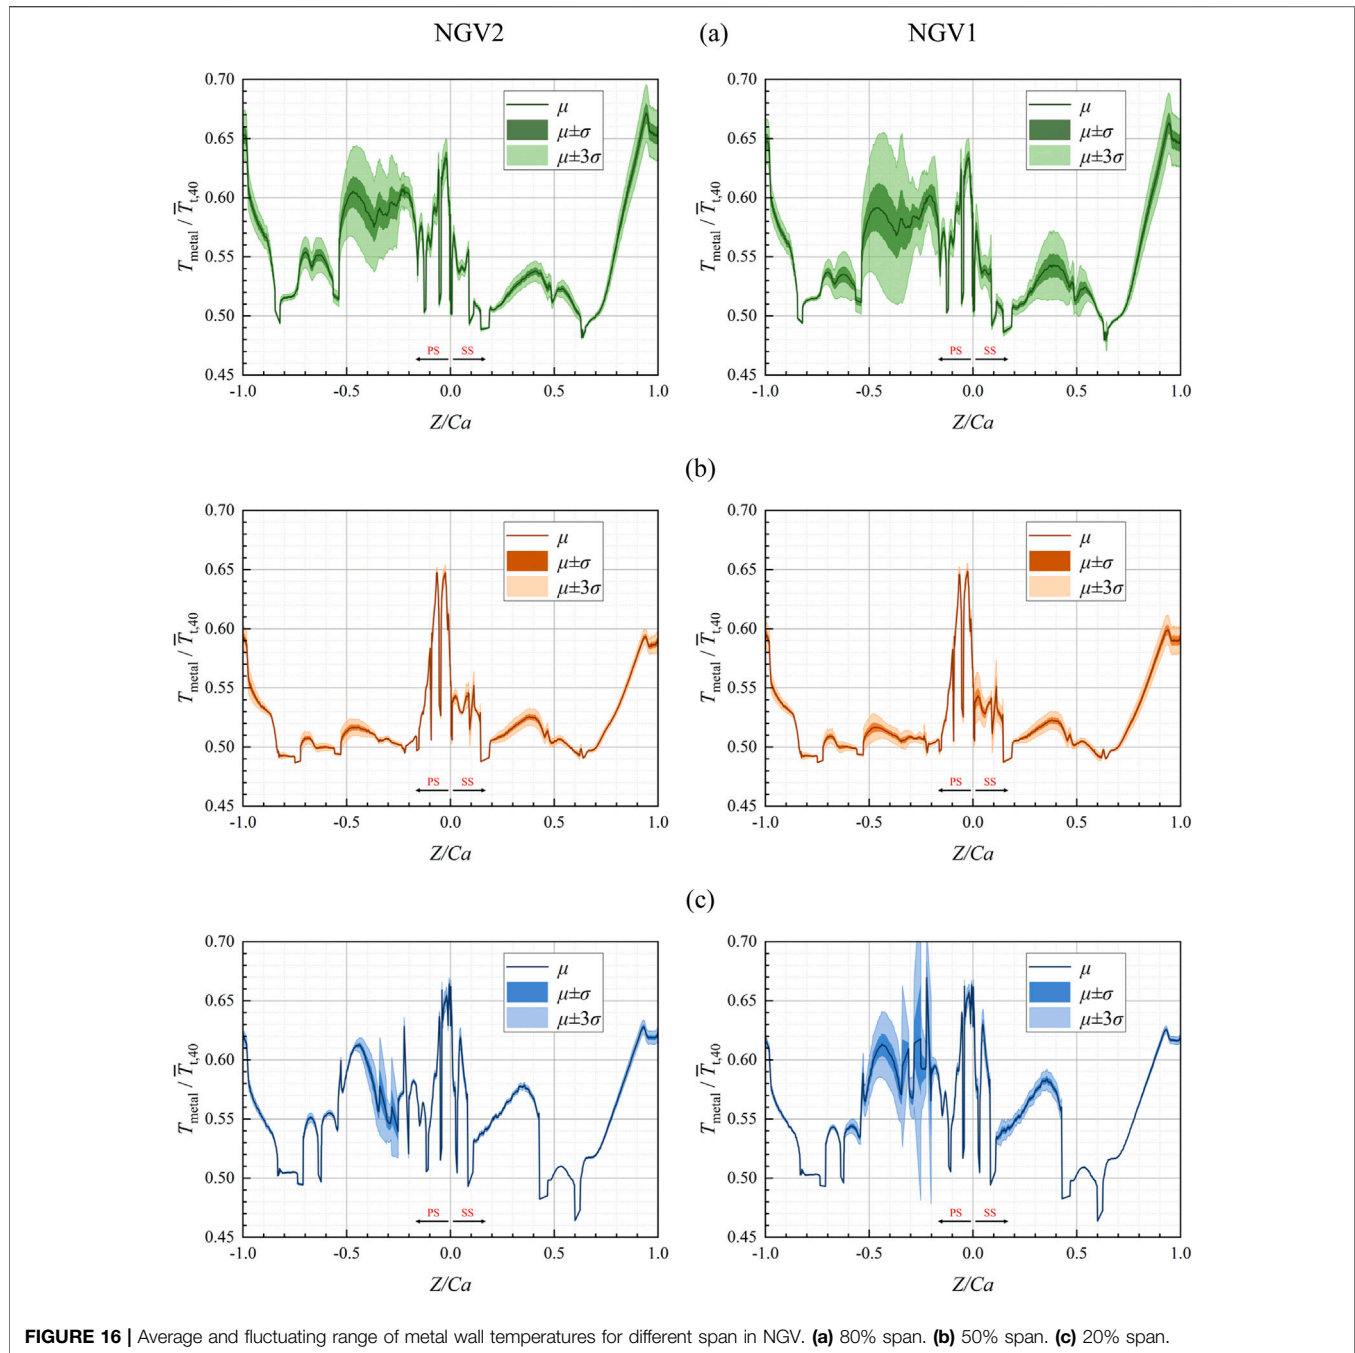 NGV2 (a) NGV1
0.70
0.65
0.60
0.55
0.50
0.45
T_metal / T̅_t,40
μ
μ±σ
μ±3σ
PS SS
-1.0 -0.5 0.0 0.5 1.0
Z/Ca
0.70
0.65
0.60
0.55
0.50
0.45
T_metal / T̅_t,40
μ
μ±σ
μ±3σ
PS SS
-1.0 -0.5 0.0 0.5 1.0
Z/Ca
(b)
0.70
0.65
0.60
0.55
0.50
0.45
T_metal / T̅_t,40
μ
μ±σ
μ±3σ
PS SS
-1.0 -0.5 0.0 0.5 1.0
Z/Ca
0.70
0.65
0.60
0.55
0.50
0.45
T_metal / T̅_t,40
μ
μ±σ
μ±3σ
PS SS
-1.0 -0.5 0.0 0.5 1.0
Z/Ca
(c)
0.70
0.65
0.60
0.55
0.50
0.45
T_metal / T̅_t,40
μ
μ±σ
μ±3σ
PS SS
-1.0 -0.5 0.0 0.5 1.0
Z/Ca
0.70
0.65
0.60
0.55
0.50
0.45
T_metal / T̅_t,40
μ
μ±σ
μ±3σ
PS SS
-1.0 -0.5 0.0 0.5 1.0
Z/Ca
FIGURE 16 | Average and fluctuating range of metal wall temperatures for different span in NGV. (a) 80% span. (b) 50% span. (c) 20% span.